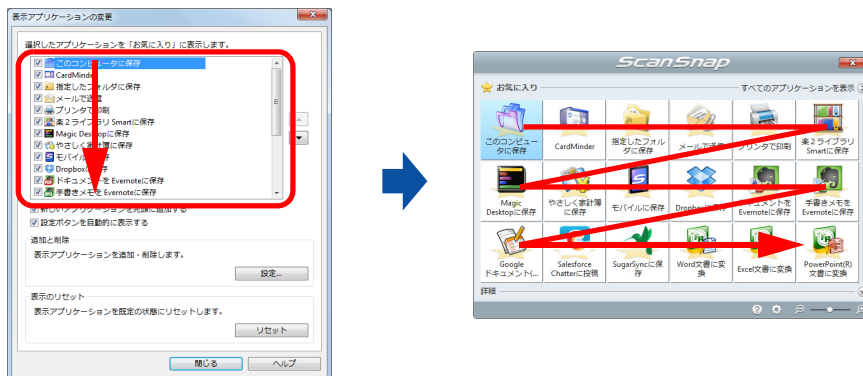 表示アプリケーションの変更
選択したアプリケーションを「お気に入り」に表示します。
このコンピュータに保存
CardMinder
指定したフォルダに保存
メールで送信
プリンタで印刷
楽２ライブラリ Smartに保存
Magic Desktopに保存
やさしく家計簿に保存
モバイルに保存
Dropboxに保存
ドキュメントを Evernoteに保存
手書きメモを Evernoteに保存
新しいアプリケーションを先頭に追加する
設定ボタンを自動的に表示する
追加と削除
表示アプリケーションを追加・削除します。
設定...
表示のリセット
表示アプリケーションを既定の状態にリセットします。
リセット
閉じる
ヘルプ
ScanSnap
お気に入り
すべてのアプリケーションを表示
このコンピュー
タに保存
CardMinder
指定したフォル
ダに保存
メールで送信
プリンタで印刷
楽２ライブラリ
Smartに保存
Magic
Desktopに保存
やさしく家計簿
に保存
モバイルに保存
Dropboxに保存
ドキュメントを
Evernoteに保存
手書きメモを
Evernoteに保存
Google
ドキュメント(...
Salesforce
Chatterに投稿
SugarSyncに保
存
Word文書に変
換
Excel文書に変換
PowerPoint(R)
文書に変換
詳細